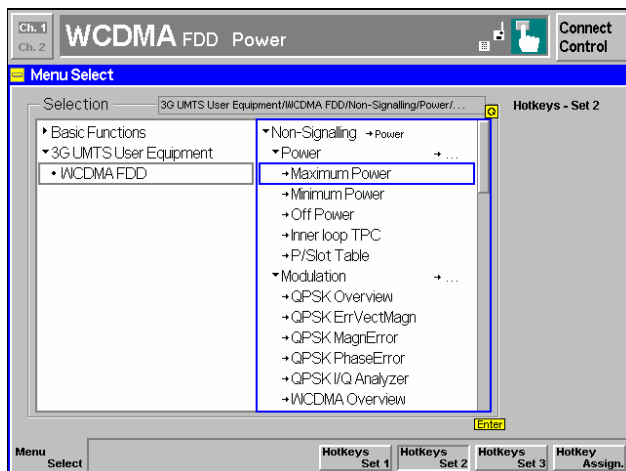 Ch. 1
Ch. 2
WCDMA FDD Power
Connect
Control
Menu Select
Selection
3G UMTS User Equipment/WCDMA FDD/Non-Signalling/Power/...
Hotkeys - Set 2
Basic Functions
3G UMTS User Equipment
WCDMA FDD
Non-Signalling → Power
Power → ...
Maximum Power
Minimum Power
Off Power
Inner loop TPC
P/Slot Table
Modulation → ...
QPSK Overview
QPSK ErrVectMagn
QPSK MagnError
QPSK PhaseError
QPSK I/Q Analyzer
WCDMA Overview
Enter
Menu
Select
Hotkeys
Set 1
Hotkeys
Set 2
Hotkeys
Set 3
Hotkey
Assign.